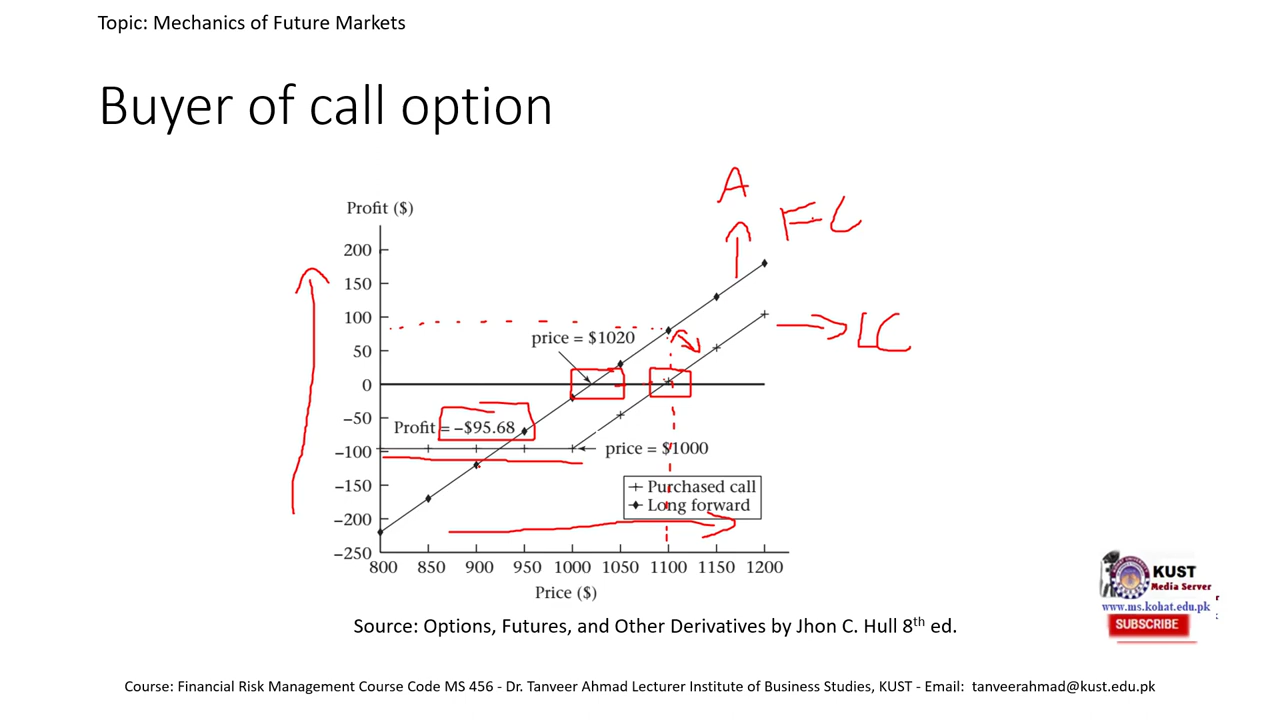 Topic: Mechanics of Future Markets
Buyer of call option
A
FC
Profit ($)
200
150
100
50
0
−50
−100
−150
−200
−250
price = $1020
LC
Profit = −$95.68
price = $1000
Purchased call
Long forward
800 850 900 950 1000 1050 1100 1150 1200
Price ($)
KUST
Media Server
www.ms.kohat.edu.pk
SUBSCRIBE
Source: Options, Futures, and Other Derivatives by Jhon C. Hull 8th ed.
Course: Financial Risk Management Course Code MS 456 - Dr. Tanveer Ahmad Lecturer Institute of Business Studies, KUST - Email: tanveerahmad@kust.edu.pk